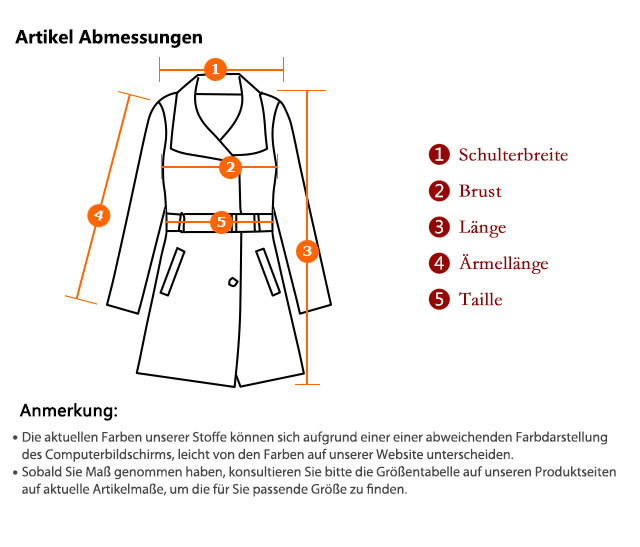 Artikel Abmessungen
1
2
3
4
5
1 Schulterbreite
2 Brust
3 Länge
4 Ärmellänge
5 Taille
Anmerkung:
• Die aktuellen Farben unserer Stoffe können sich aufgrund einer einer abweichenden Farbdarstellung
des Computerbildschirms, leicht von den Farben auf unserer Website unterscheiden.
• Sobald Sie Maß genommen haben, konsultieren Sie bitte die Größentabelle auf unseren Produktseiten
auf aktuelle Artikelmaße, um die für Sie passende Größe zu finden.